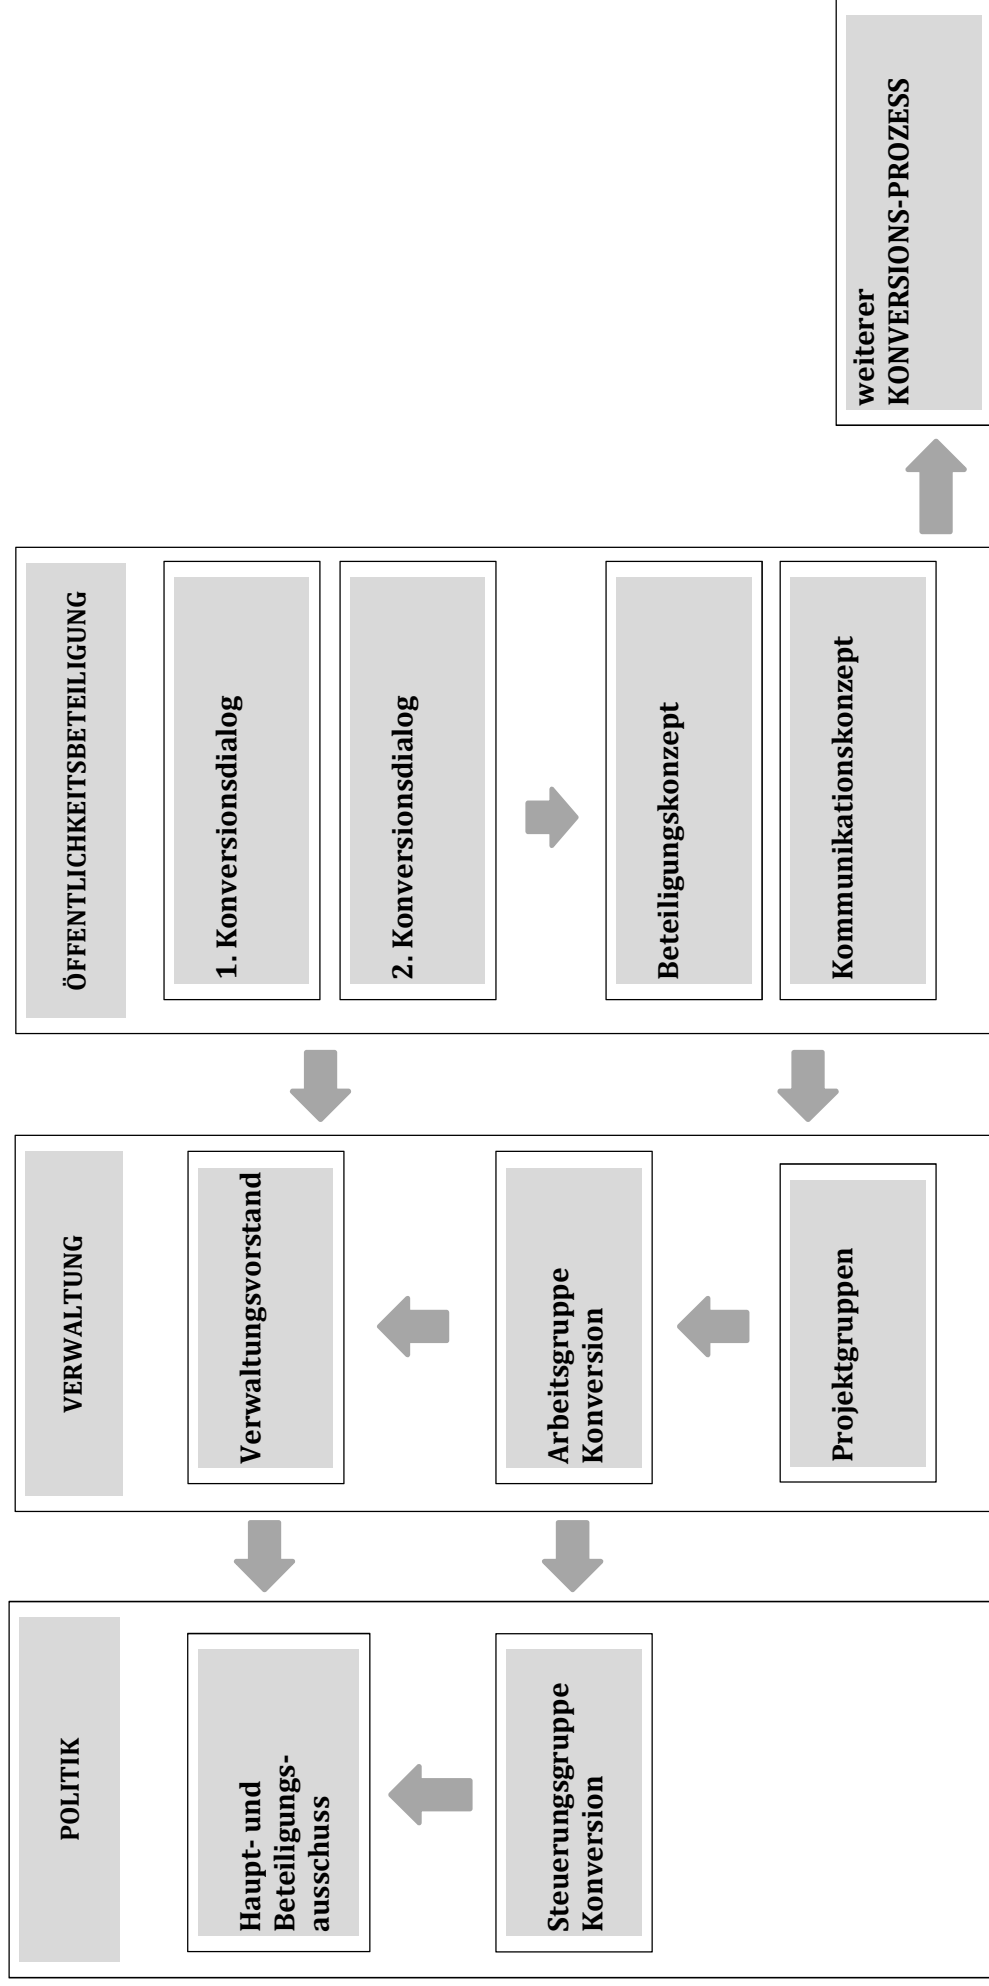 POLITIK
Haupt- und
Beteiligungs-
ausschuss
Steuerungsgruppe
Konversion
VERWALTUNG
Verwaltungsvorstand
Arbeitsgruppe
Konversion
Projektgruppen
ÖFFENTLICHKEITSBETEILIGUNG
1. Konversionsdialog
2. Konversionsdialog
Beteiligungskonzept
Kommunikationskonzept
weiterer
KONVERSIONS-PROZESS